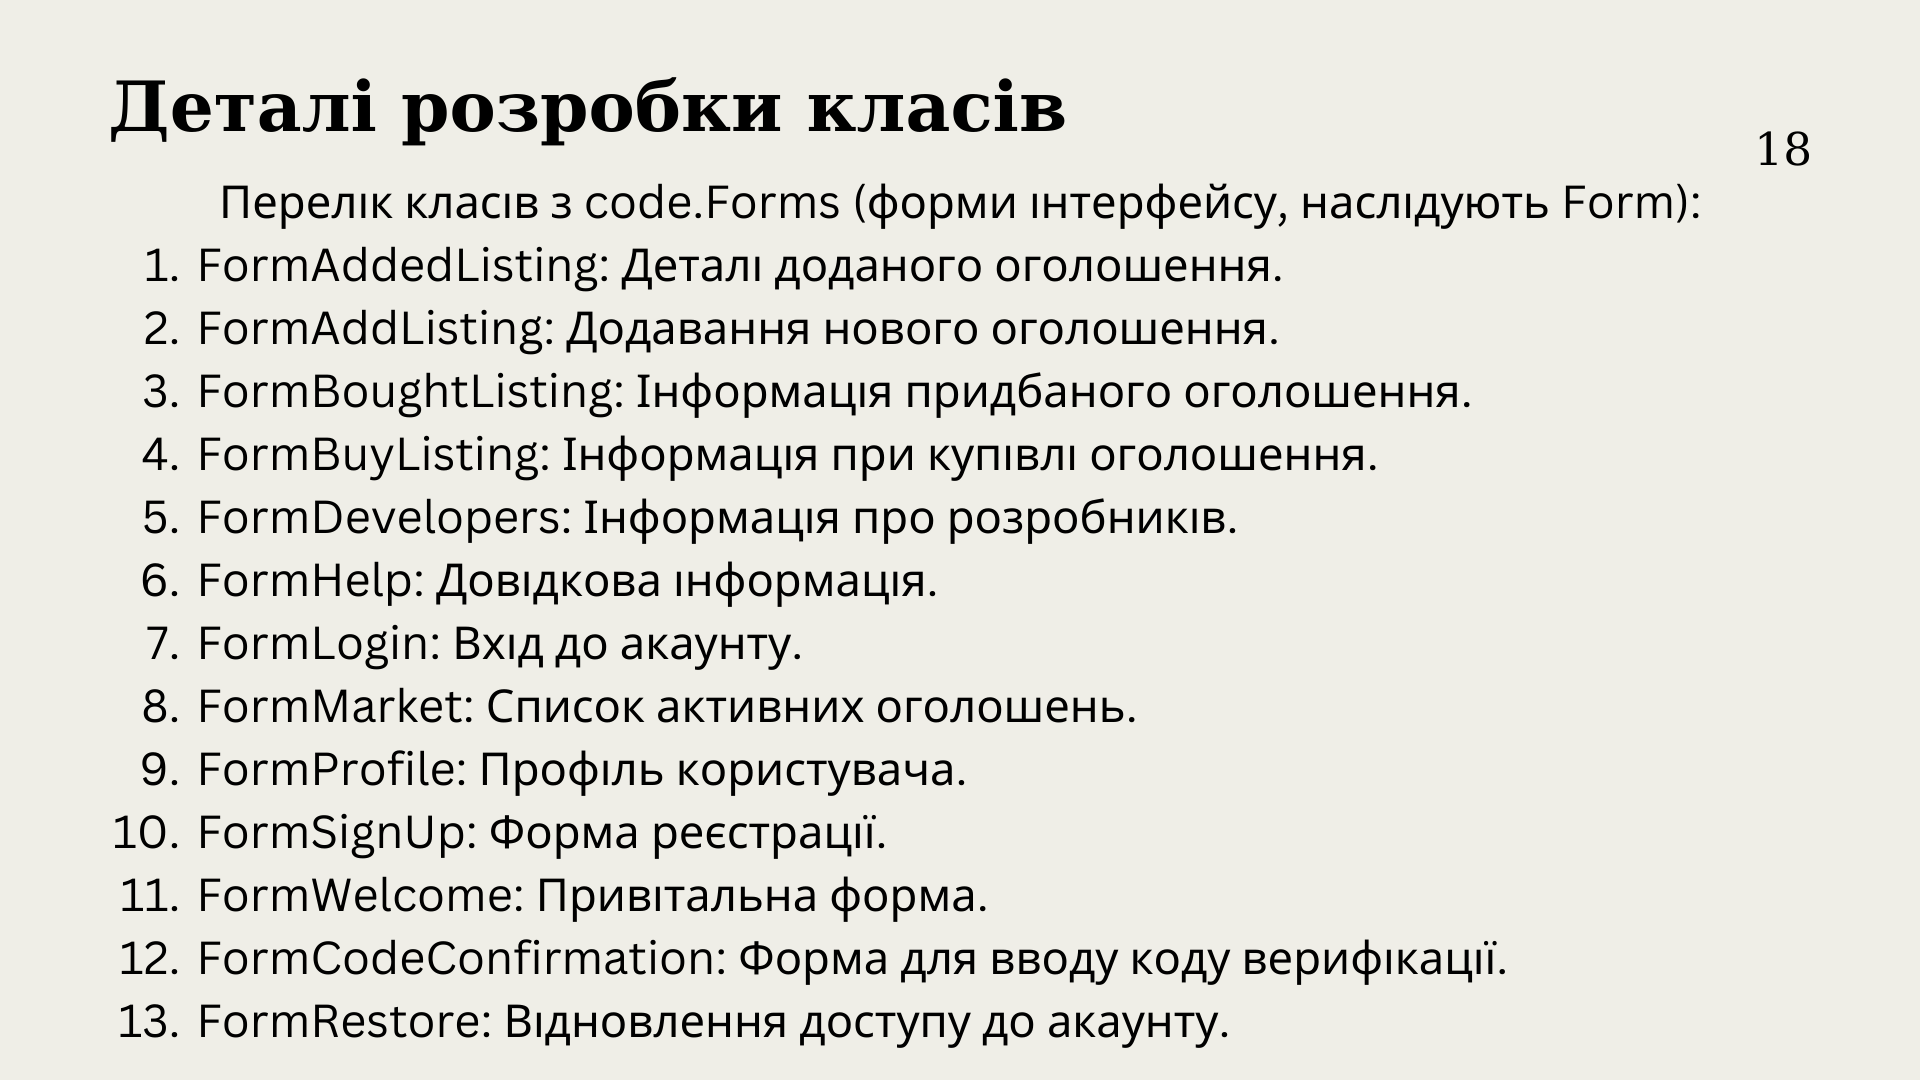 Деталі розробки класів
18
Перелік класів з code.Forms (форми інтерфейсу, наслідують Form):
1. FormAddedListing: Деталі доданого оголошення.
2. FormAddListing: Додавання нового оголошення.
3. FormBoughtListing: Інформація придбаного оголошення.
4. FormBuyListing: Інформація при купівлі оголошення.
5. FormDevelopers: Інформація про розробників.
6. FormHelp: Довідкова інформація.
7. FormLogin: Вхід до акаунту.
8. FormMarket: Список активних оголошень.
9. FormProfile: Профіль користувача.
10. FormSignUp: Форма реєстрації.
11. FormWelcome: Привітальна форма.
12. FormCodeConfirmation: Форма для вводу коду верифікації.
13. FormRestore: Відновлення доступу до акаунту.